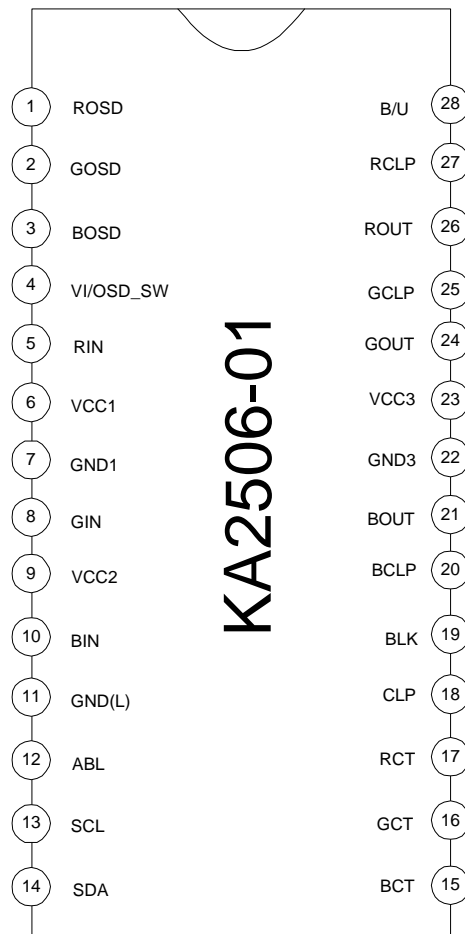 1 ROSD
2 GOSD
3 BOSD
4 VI/OSD_SW
5 RIN
6 VCC1
7 GND1
8 GIN
9 VCC2
10 BIN
11 GND(L)
12 ABL
13 SCL
14 SDA
KA2506-01
B/U 28
RCLP 27
ROUT 26
GCLP 25
GOUT 24
VCC3 23
GND3 22
BOUT 21
BCLP 20
BLK 19
CLP 18
RCT 17
GCT 16
BCT 15